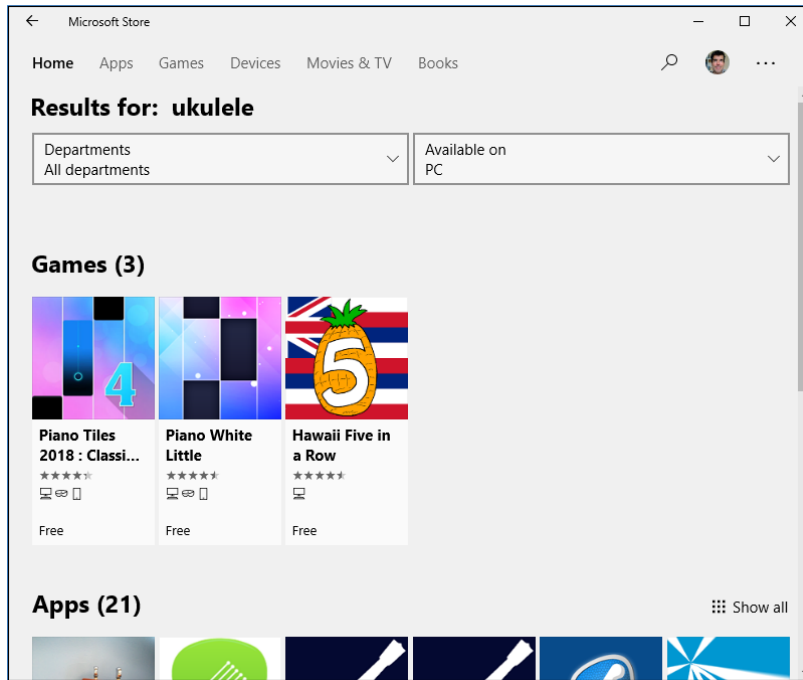 Microsoft Store
Home Apps Games Devices Movies & TV Books
Results for: ukulele
Departments
All departments
Available on
PC
Games (3)
4
5
Piano Tiles
2018 : Classi...
Free
Piano White
Little
Free
Hawaii Five in
a Row
Free
Apps (21)
Show all